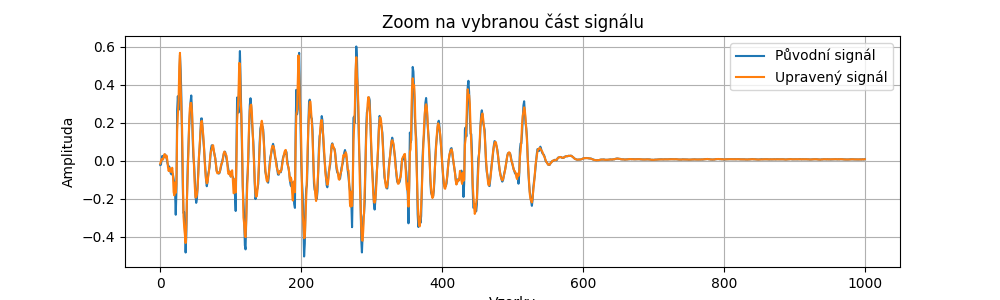 Zoom na vybranou část signálu
Původní signál
Upravený signál
Amplituda
0.6
0.4
0.2
0.0
−0.2
−0.4
0 200 400 600 800 1000
Vzorky